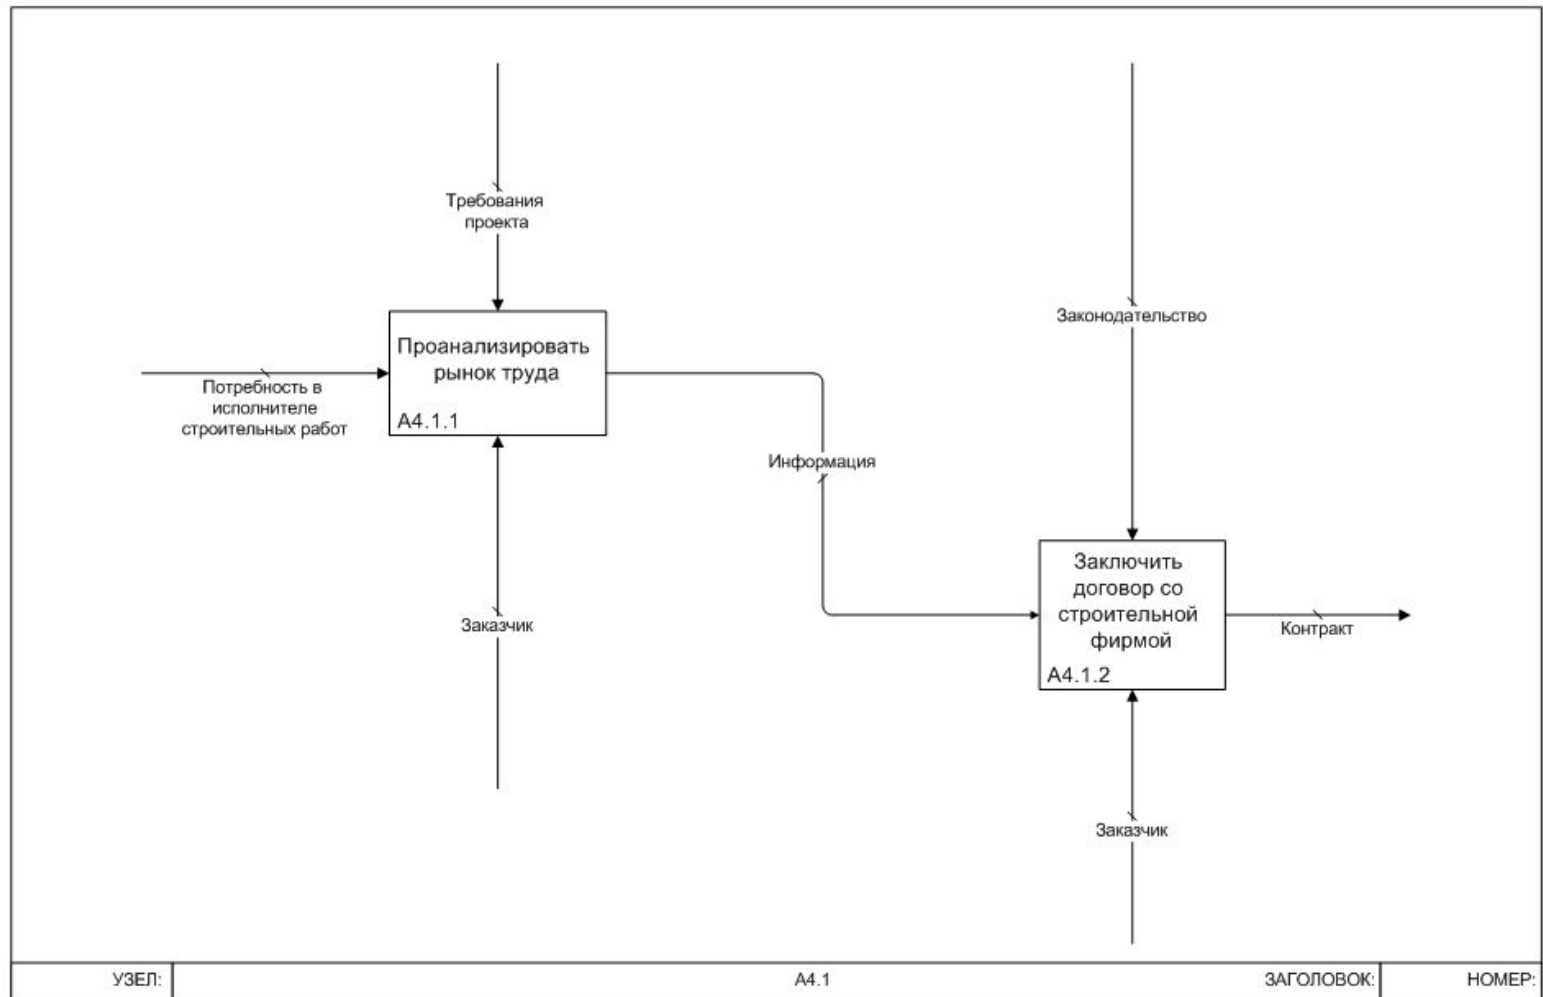 Требования
проекта
Законодательство
Проанализировать
рынок труда
A4.1.1
Потребность в
исполнителе
строительных работ
Информация
Заключить
договор со
строительной
фирмой
A4.1.2
Заказчик
Контракт
Заказчик
УЗЕЛ:
A4.1
ЗАГОЛОВОК:
НОМЕР: